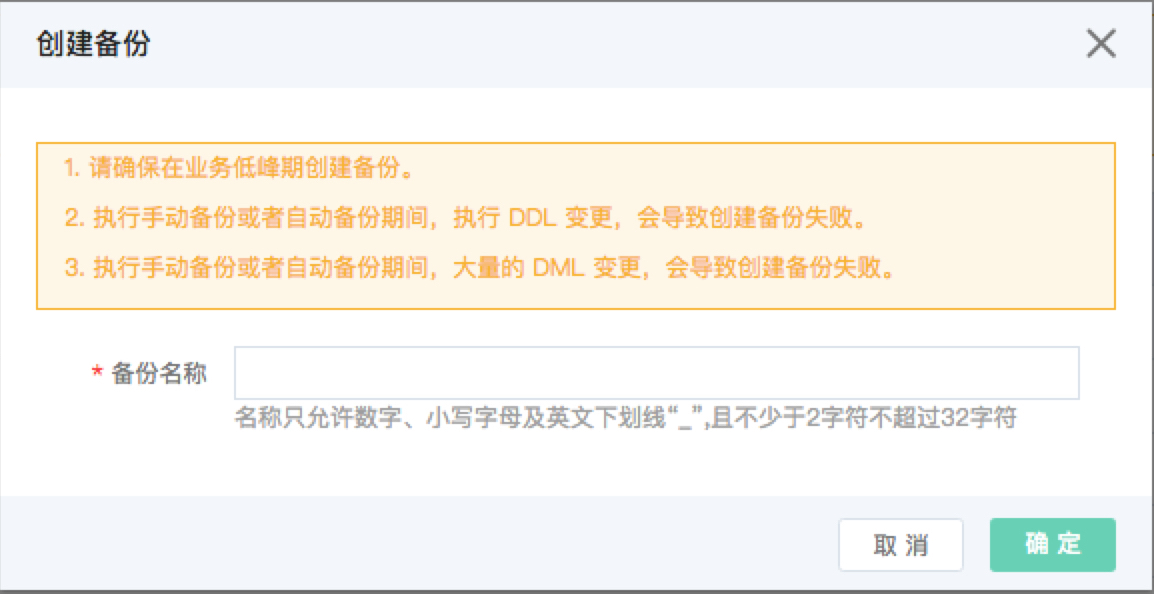 创建备份
1. 请确保在业务低峰期创建备份。
2. 执行手动备份或者自动备份期间，执行 DDL 变更，会导致创建备份失败。
3. 执行手动备份或者自动备份期间，大量的 DML 变更，会导致创建备份失败。
* 备份名称
名称只允许数字、小写字母及英文下划线“_”,且不少于2字符不超过32字符
取 消
确 定